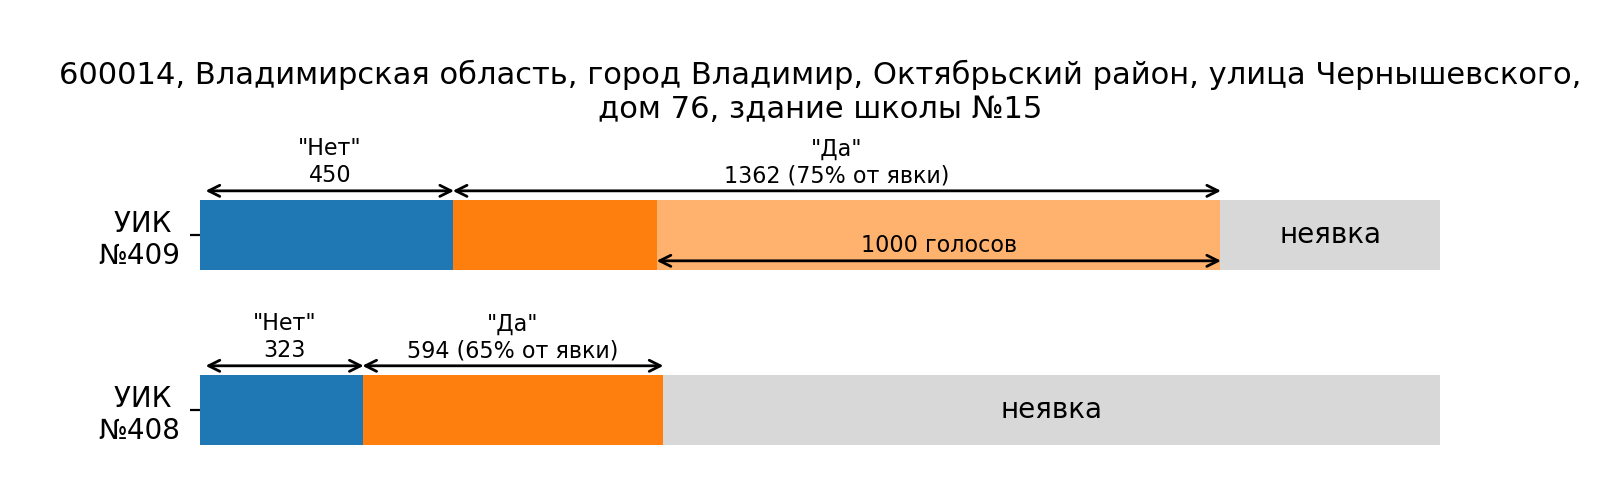 600014, Владимирская область, город Владимир, Октябрьский район, улица Чернышевского,
дом 76, здание школы №15
"Нет"
450
"Да"
1362 (75% от явки)
УИК
№409
1000 голосов
неявка
"Нет"
323
"Да"
594 (65% от явки)
УИК
№408
неявка